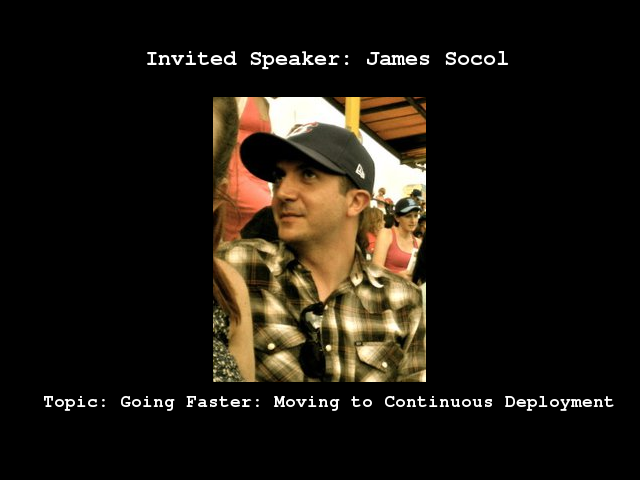 Invited Speaker: James Socol
Topic: Going Faster: Moving to Continuous Deployment